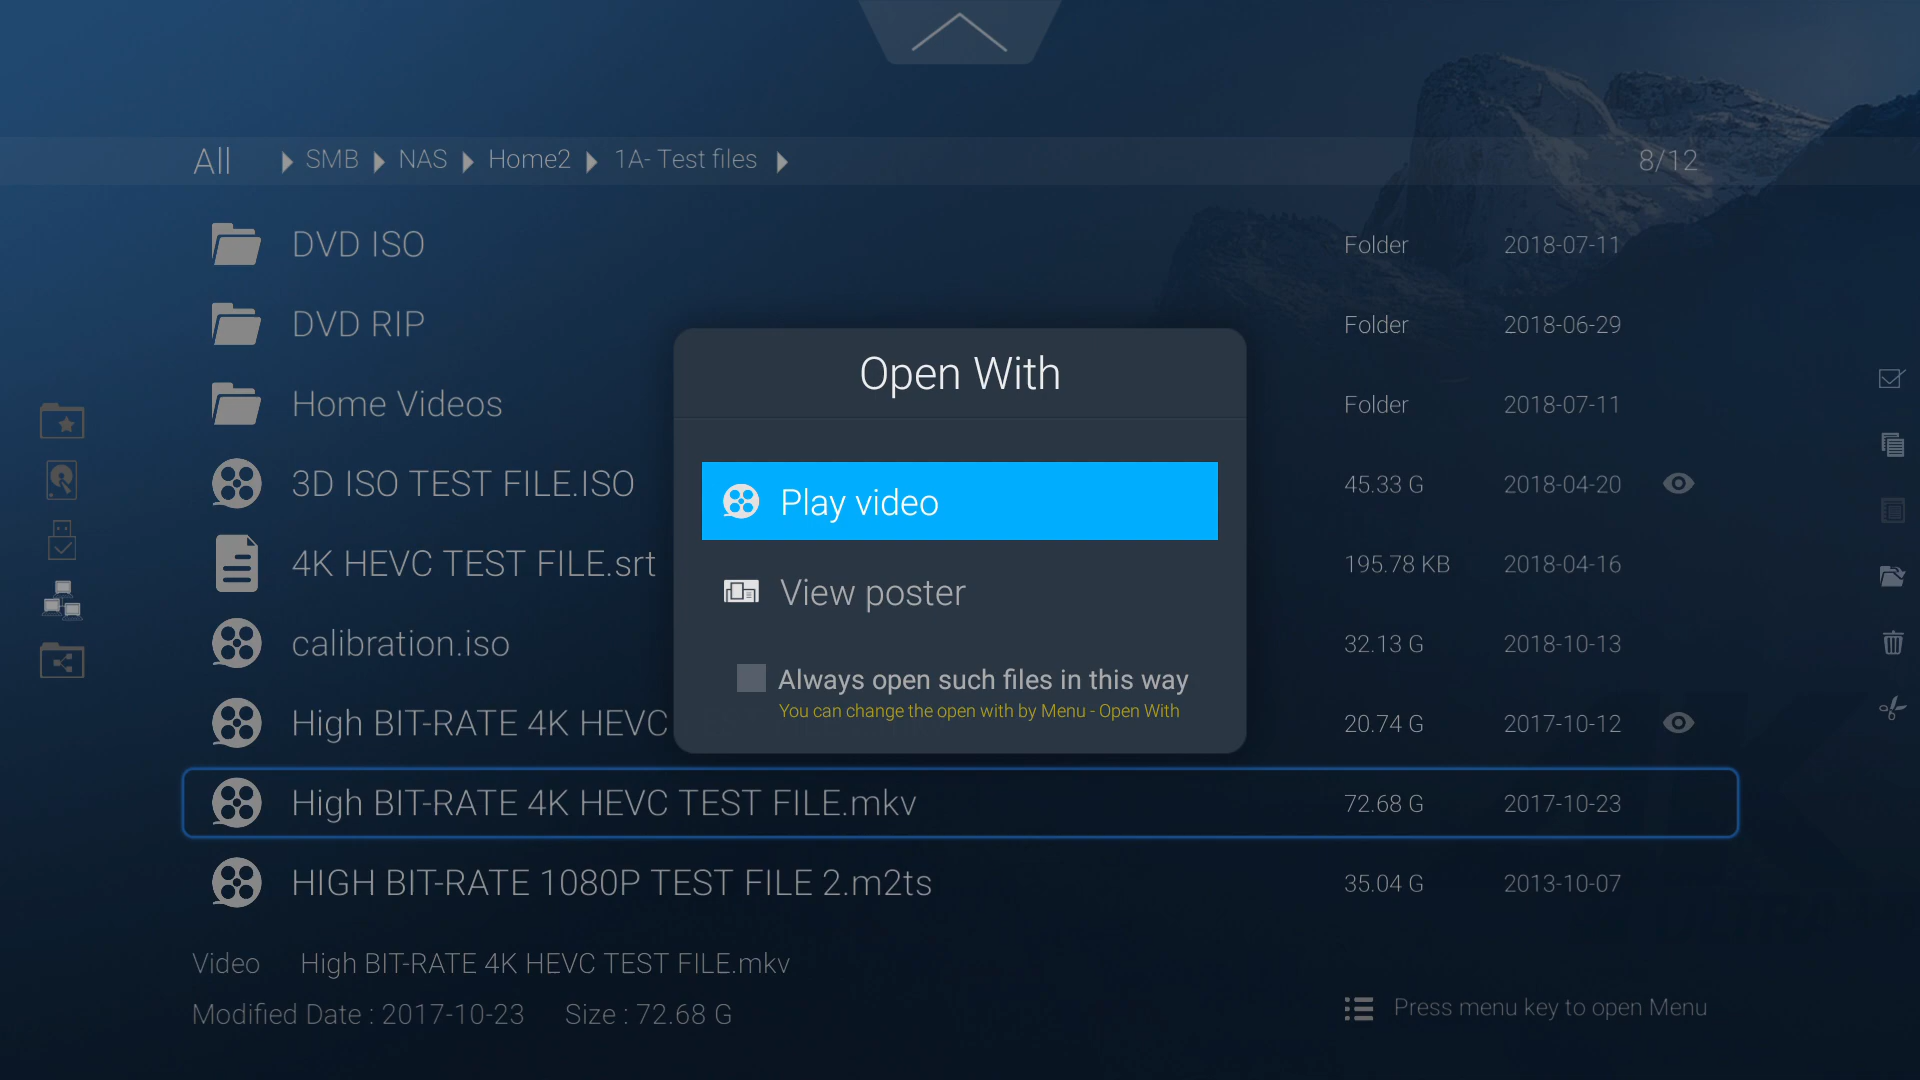 All SMB NAS Home2 1A- Test files 8/12
DVD ISO Folder 2018-07-11
DVD RIP Folder 2018-06-29
Home Videos Folder 2018-07-11
3D ISO TEST FILE.ISO 45.33 G 2018-04-20
4K HEVC TEST FILE.srt 195.78 KB 2018-04-16
calibration.iso 32.13 G 2018-10-13
High BIT-RATE 4K HEVC 20.74 G 2017-10-12
High BIT-RATE 4K HEVC TEST FILE.mkv 72.68 G 2017-10-23
HIGH BIT-RATE 1080P TEST FILE 2.m2ts 35.04 G 2013-10-07
Open With
Play video
View poster
Always open such files in this way
You can change the open with by Menu - Open With
Video High BIT-RATE 4K HEVC TEST FILE.mkv
Modified Date : 2017-10-23 Size : 72.68 G
Press menu key to open Menu